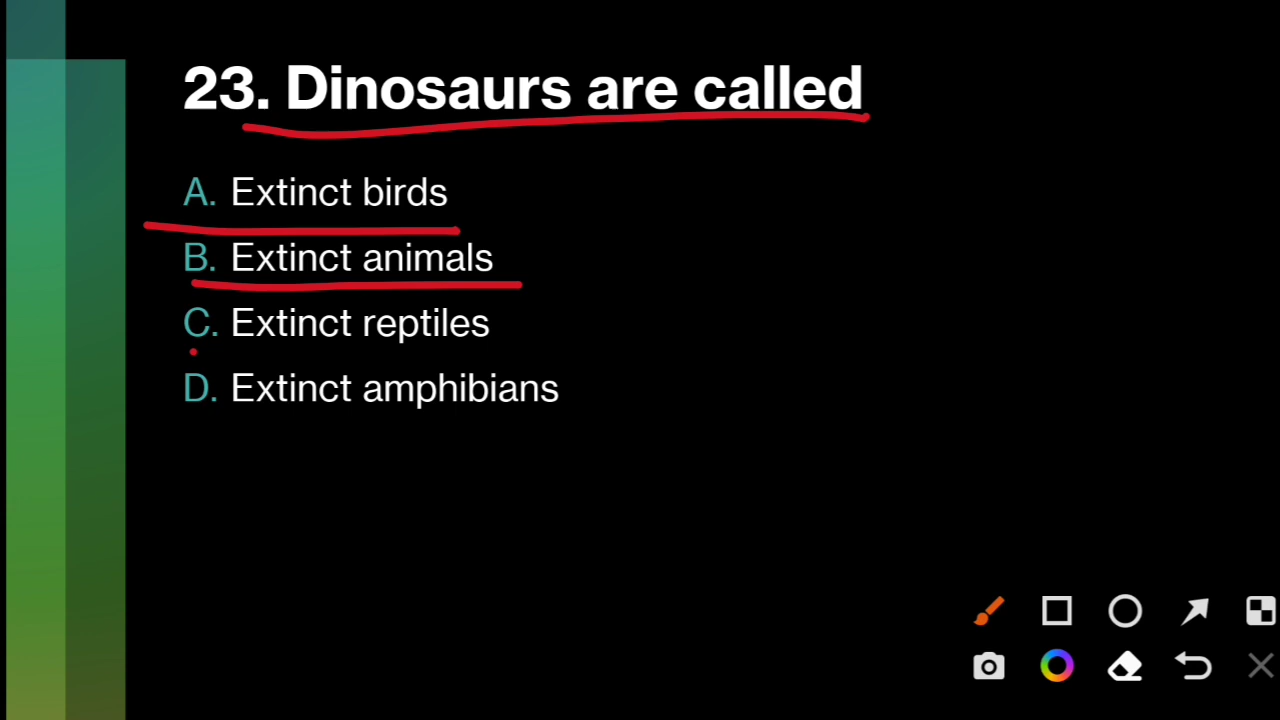 23. Dinosaurs are called
A. Extinct birds
B. Extinct animals
C. Extinct reptiles
D. Extinct amphibians